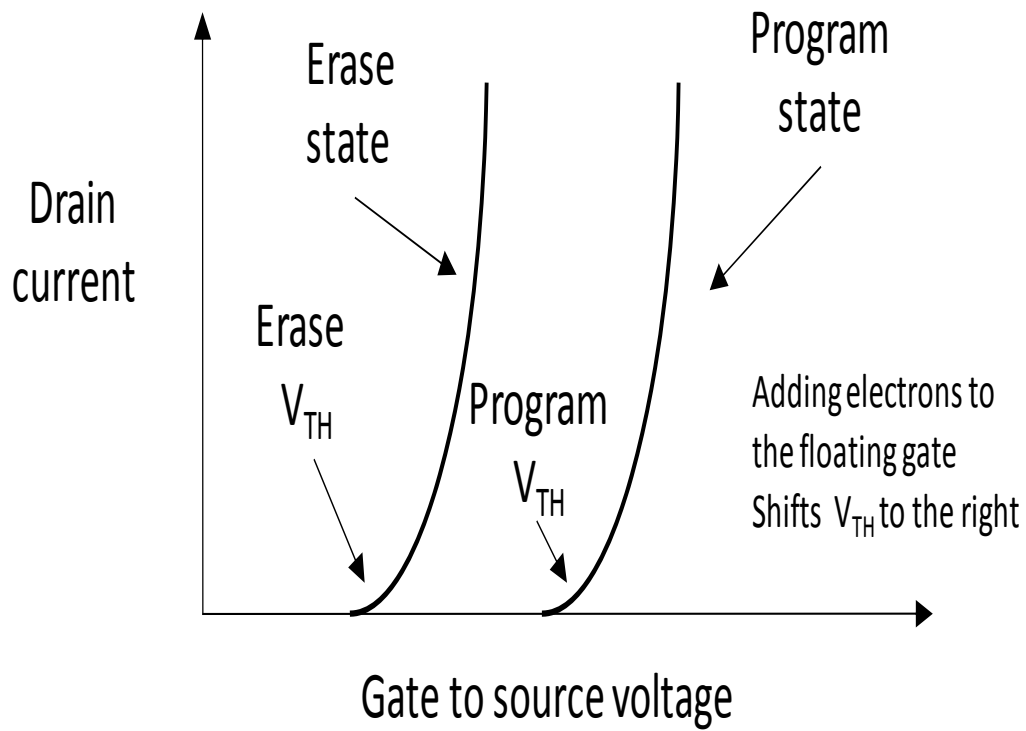 Erase
state
Program
state
Drain
current
Erase
V_TH
Program
V_TH
Adding electrons to
the floating gate
Shifts V_TH to the right
Gate to source voltage